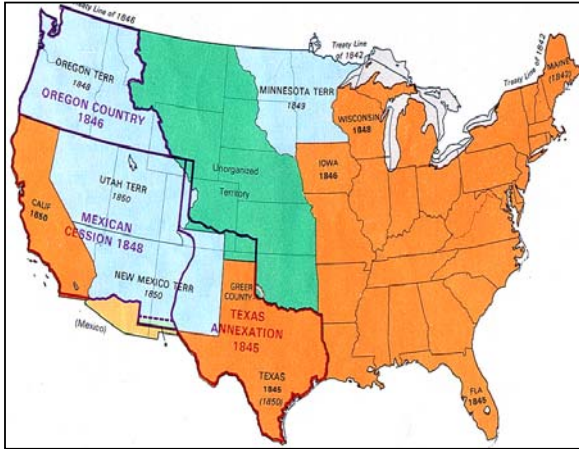 Treaty Line of 1846
Treaty Line
of 1842
Treaty Line of 1842
MAINE
(1842)
OREGON TERR
1848
OREGON COUNTRY
1846
MINNESOTA TERR
1849
WISCONSIN
1848
IOWA
1846
Unorganized
Territory
UTAH TERR
1850
CALIF
1850
MEXICAN
CESSION 1848
NEW MEXICO TERR
1850
GREER
COUNTY
TEXAS
ANNEXATION
1845
(Mexico)
TEXAS
1845
(1850)
FLA
1845